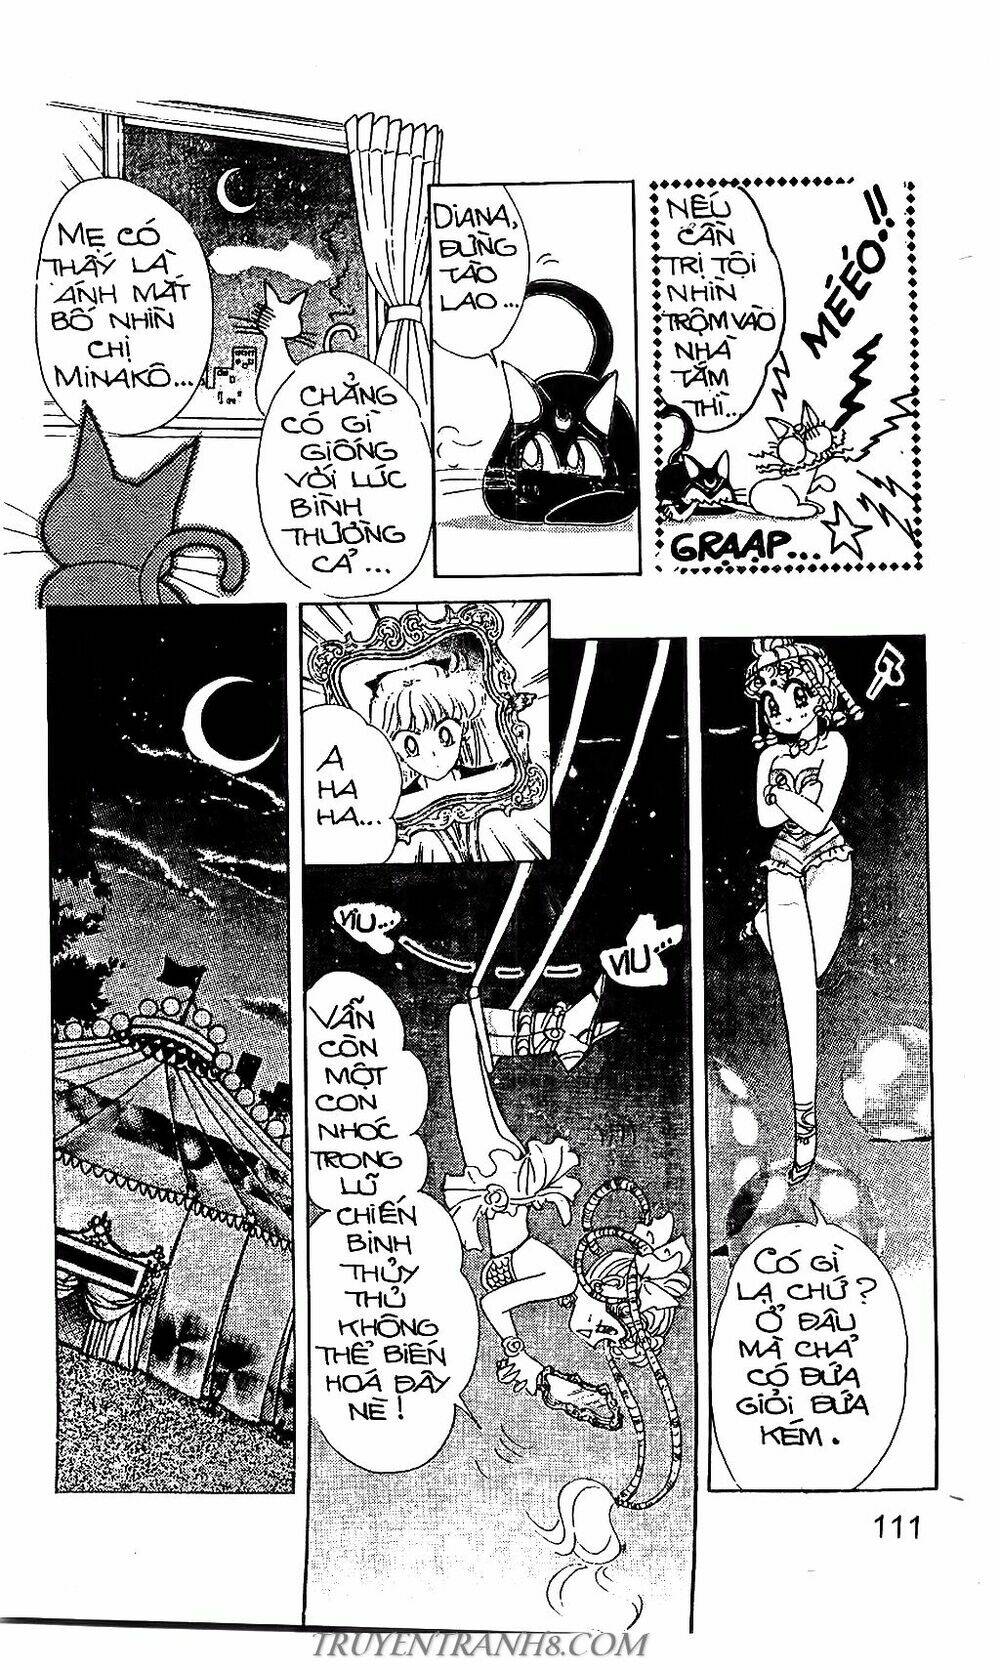 MẸ CÓ
THẤY LÀ
ÁNH MẮT
BỐ NHÌN
CHỊ
MINAKÔ...
CHẲNG
CÓ GÌ
GIỐNG
VỚI LÚC
BÌNH
THƯỜNG
CẢ...
DIANA,
ĐỪNG
TÀO
LAO...
NẾU
CẦN
TRỊ TỘI
NHÌN
TRỘM VÀO
NHÀ
TẮM
THÌ...
MÉÉO..!!
GRẠẠP...
A
HA
HA...
VÙU...
VÙU...
VẪN
CÒN
MỘT
CON
NHÓC
TRONG
LŨ
CHIẾN
BINH
THỦY
THỦ
KHÔNG
THỂ BIẾN
HOÁ ĐÂY
NÈ!
CÓ GÌ
LẠ CHỨ?
Ở ĐÂU
MÀ CHẢ
CÓ ĐỨA
GIỎI ĐỨA
KÉM.
111
TRUYENTRANH8.COM